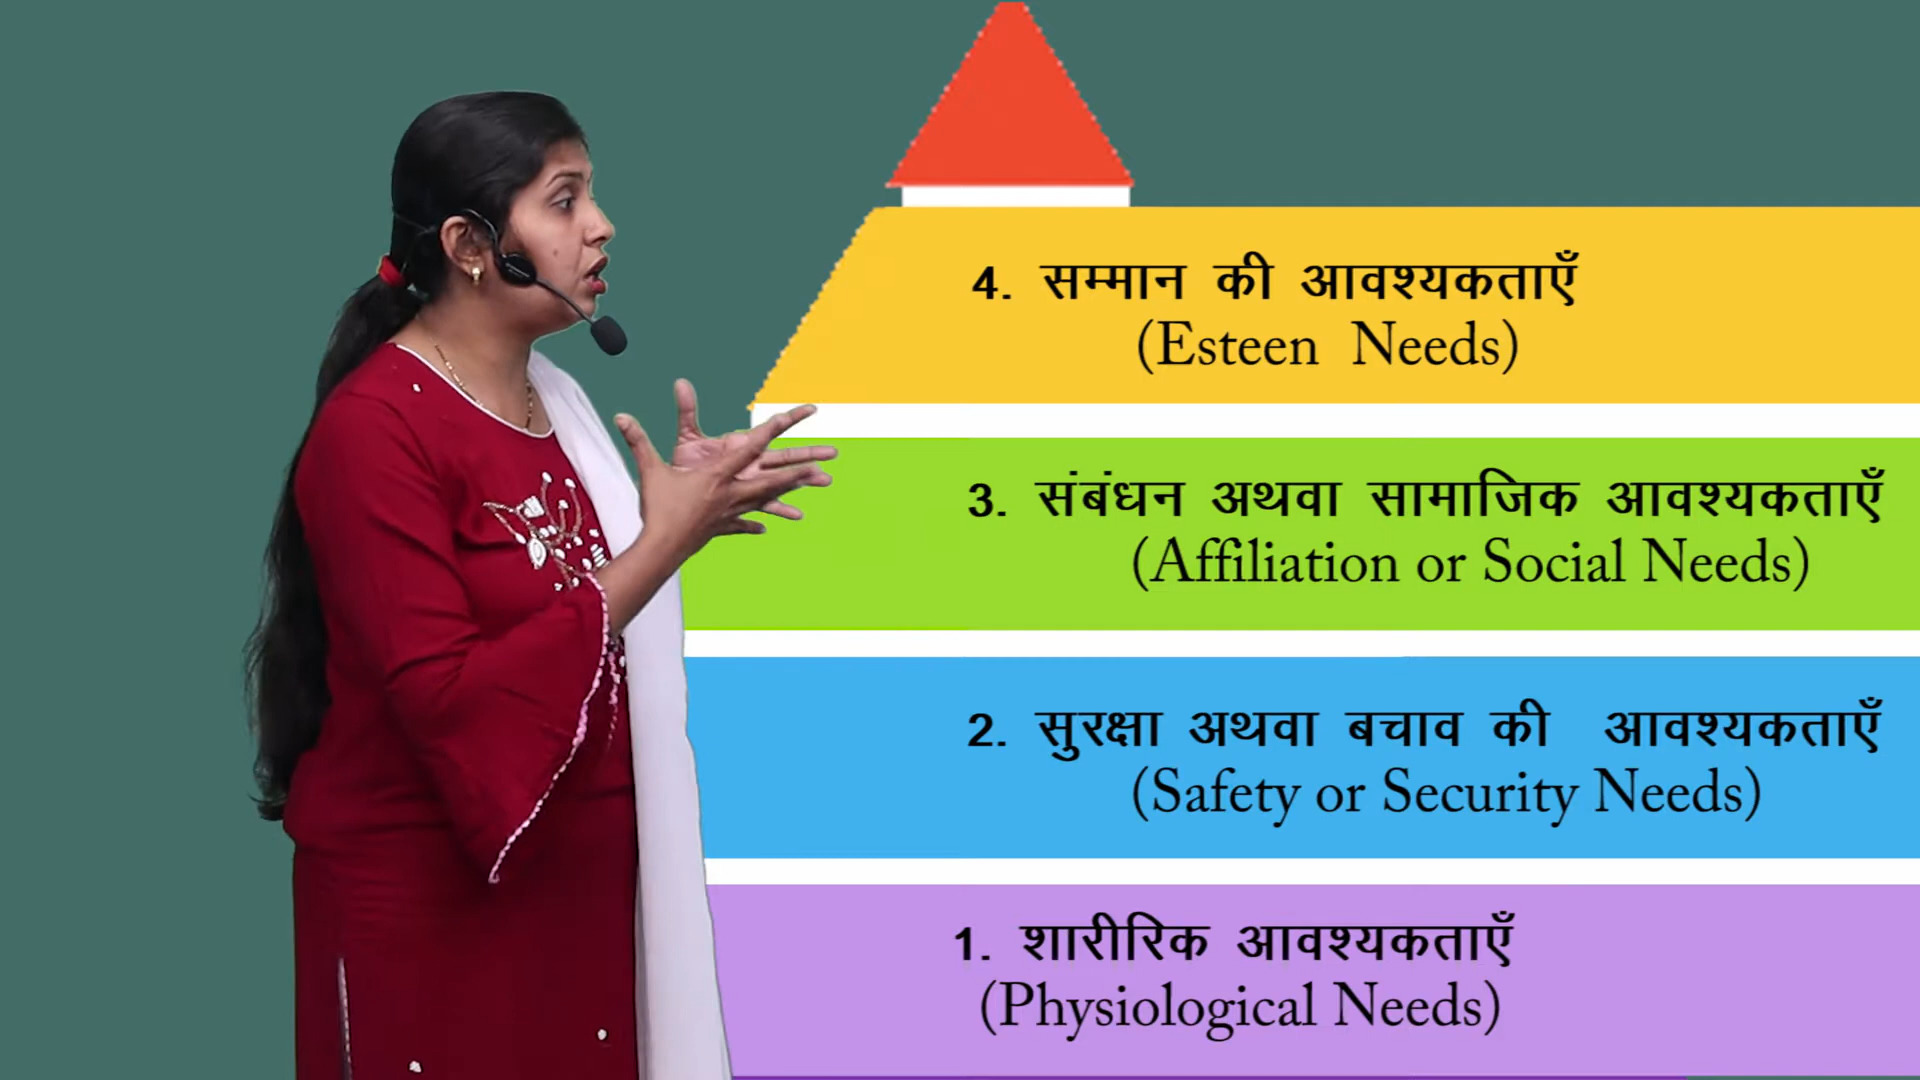 4. सम्मान की आवश्यकताएँ
(Esteen Needs)
3. संबंधन अथवा सामाजिक आवश्यकताएँ
(Affiliation or Social Needs)
2. सुरक्षा अथवा बचाव की आवश्यकताएँ
(Safety or Security Needs)
1. शारीरिक आवश्यकताएँ
(Physiological Needs)